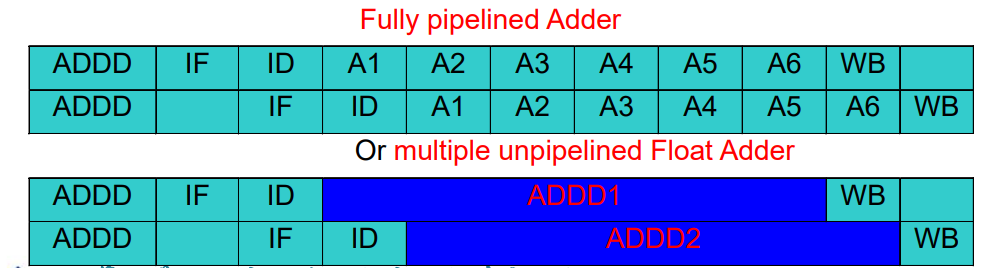 Fully pipelined Adder
ADDD IF ID A1 A2 A3 A4 A5 A6 WB
ADDD IF ID A1 A2 A3 A4 A5 A6 WB
Or multiple unpipelined Float Adder
ADDD IF ID ADDD1 WB
ADDD IF ID ADDD2 WB